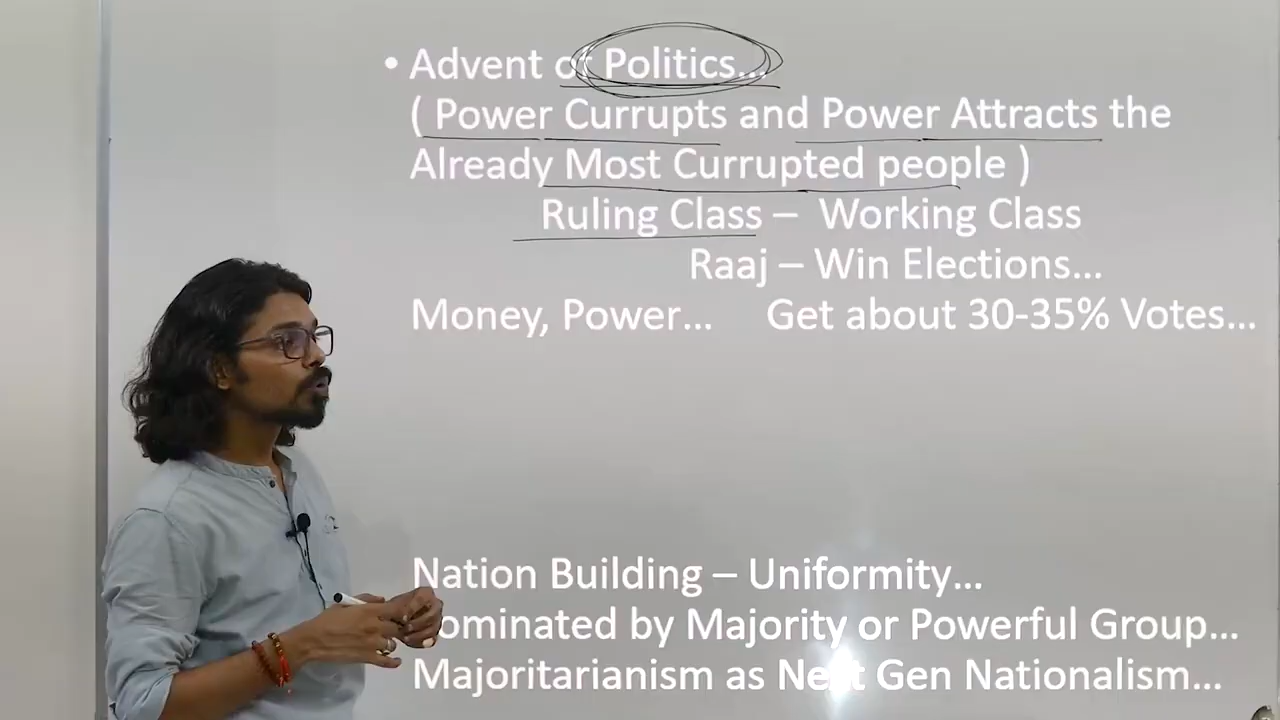 • Advent of Politics...
( Power Currupts and Power Attracts the
Already Most Currupted people )
Ruling Class – Working Class
Raaj – Win Elections...
Money, Power... Get about 30-35% Votes...
Nation Building – Uniformity...
by Majority or Powerful Group...
Majoritarianism as Next Gen Nationalism...